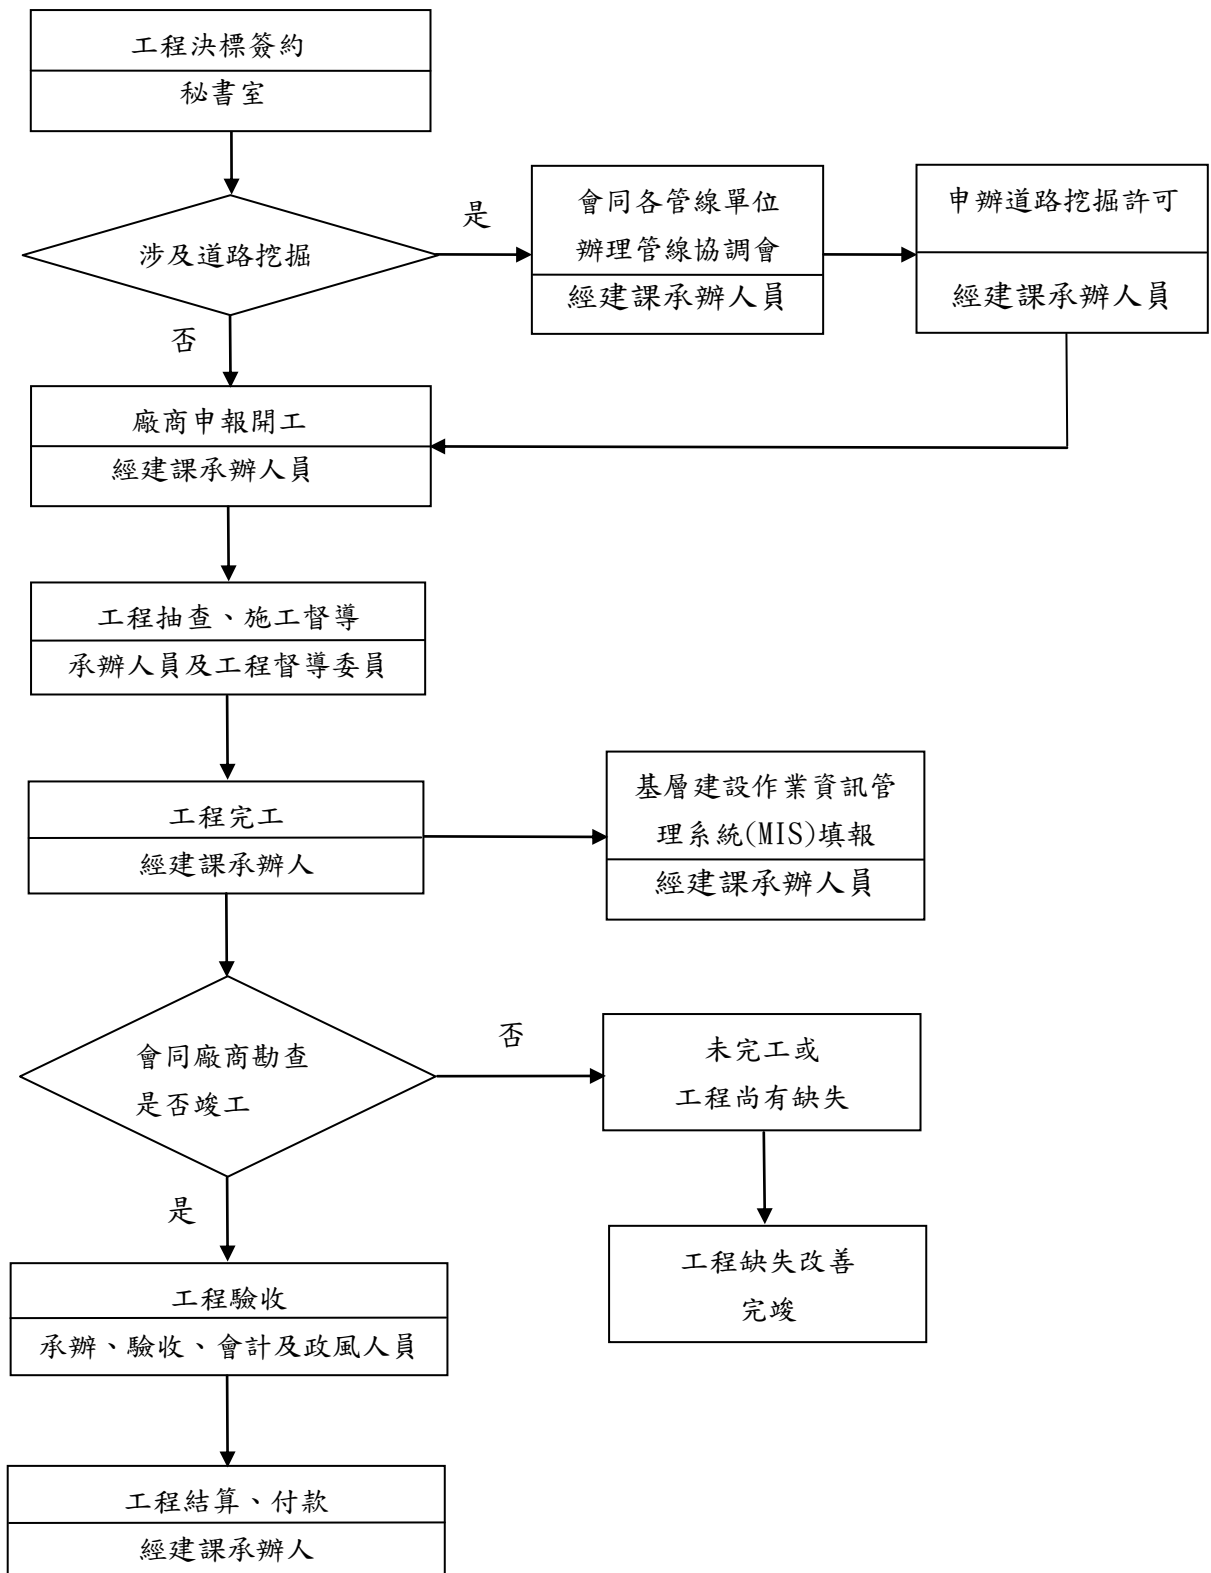 工程決標簽約
秘書室
涉及道路挖掘
是
會同各管線單位
辦理管線協調會
經建課承辦人員
申辦道路挖掘許可
經建課承辦人員
否
廠商申報開工
經建課承辦人員
工程抽查、施工督導
承辦人員及工程督導委員
工程完工
經建課承辦人
基層建設作業資訊管
理系統(MIS)填報
經建課承辦人員
會同廠商勘查
是否竣工
否
未完工或
工程尚有缺失
工程缺失改善
完竣
是
工程驗收
承辦、驗收、會計及政風人員
工程結算、付款
經建課承辦人